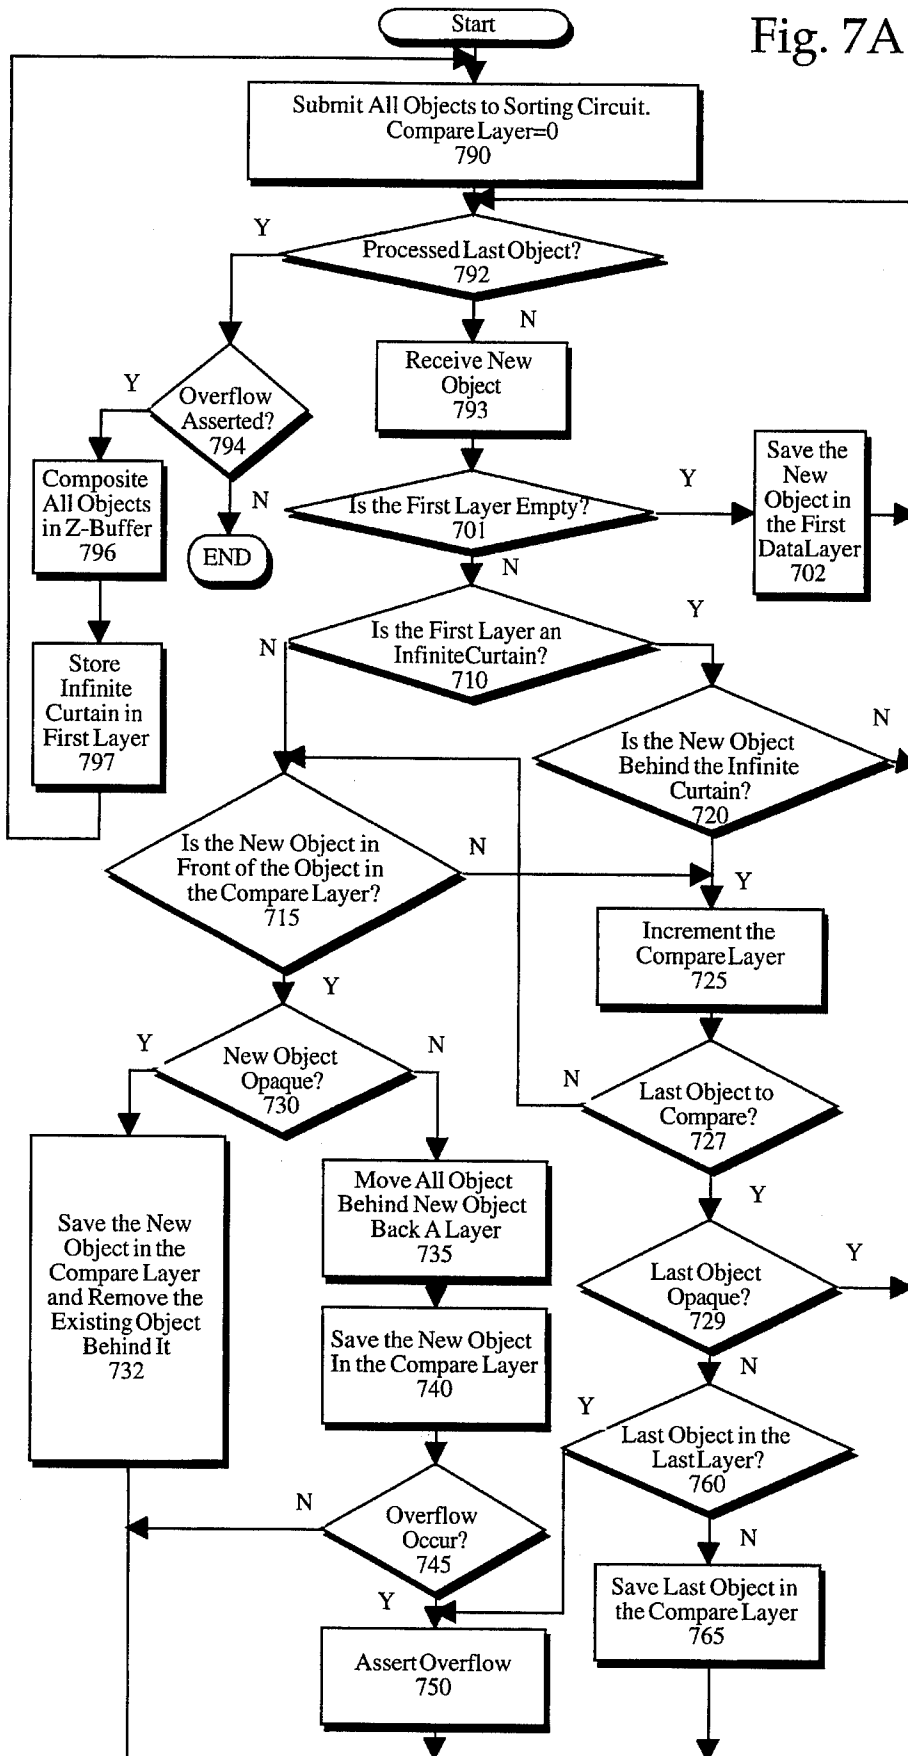 Start
Fig. 7A
Submit All Objects to Sorting Circuit.
Compare Layer=0
790
Y
Processed Last Object?
792
N
Receive New
Object
793
Y
Overflow
Asserted?
794
N
END
Composite
All Objects
in Z-Buffer
796
Is the First Layer Empty?
701
Y
N
Save the
New
Object in
the First
DataLayer
702
Store
Infinite
Curtain in
First Layer
797
N
Is the First Layer an
InfiniteCurtain?
710
Y
Is the New Object
Behind the Infinite
Curtain?
720
N
Y
Is the New Object in
Front of the Object in
the Compare Layer?
715
N
Y
Increment the
Compare Layer
725
Y
New Object
Opaque?
730
N
N
Last Object to
Compare?
727
Y
Save the New
Object in the
Compare Layer
and Remove the
Existing Object
Behind It
732
Move All Object
Behind New Object
Back A Layer
735
Last Object
Opaque?
729
Y
N
Save the New Object
In the Compare Layer
740
Y
Last Object in the
LastLayer?
760
N
N
Overflow
Occur?
745
Y
Save Last Object in
the Compare Layer
765
Assert Overflow
750